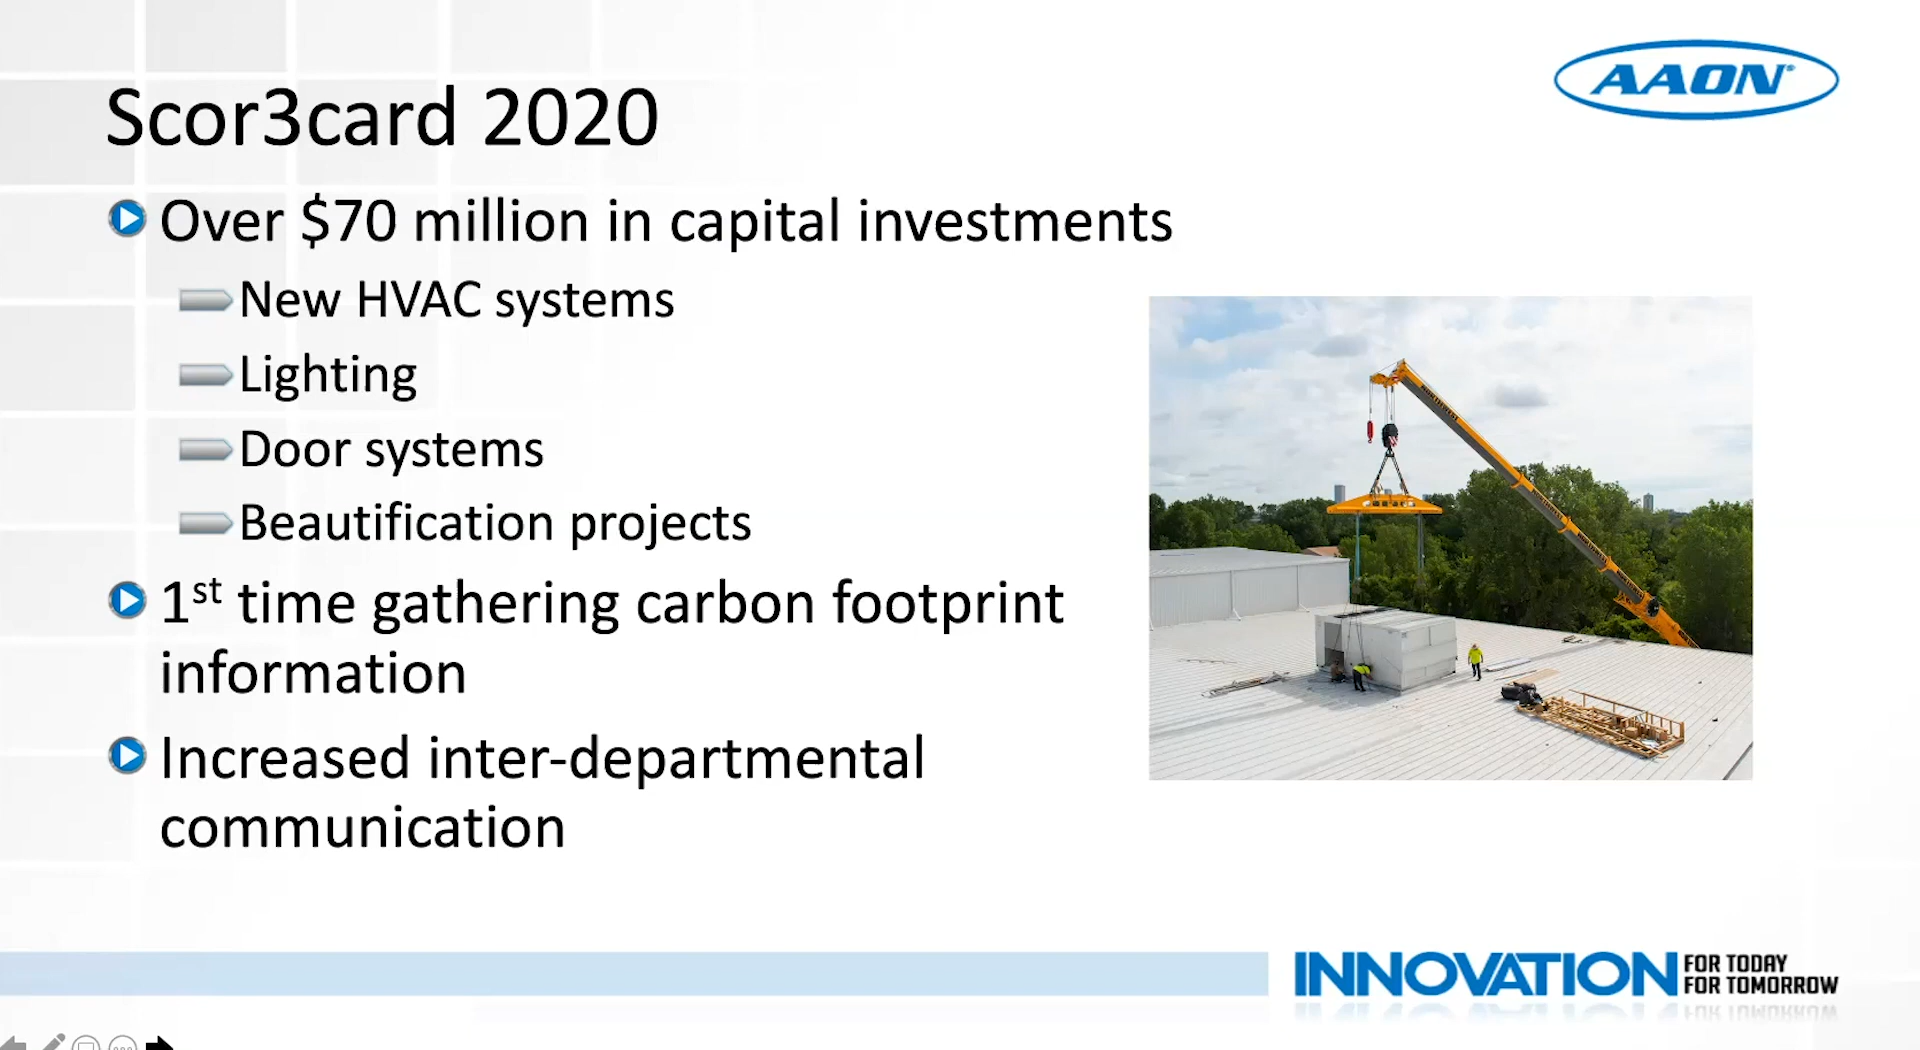 AAON®
Scor3card 2020
Over $70 million in capital investments
New HVAC systems
Lighting
Door systems
Beautification projects
1st time gathering carbon footprint
information
Increased inter-departmental
communication
INNOVATION FOR TODAY
FOR TOMORROW